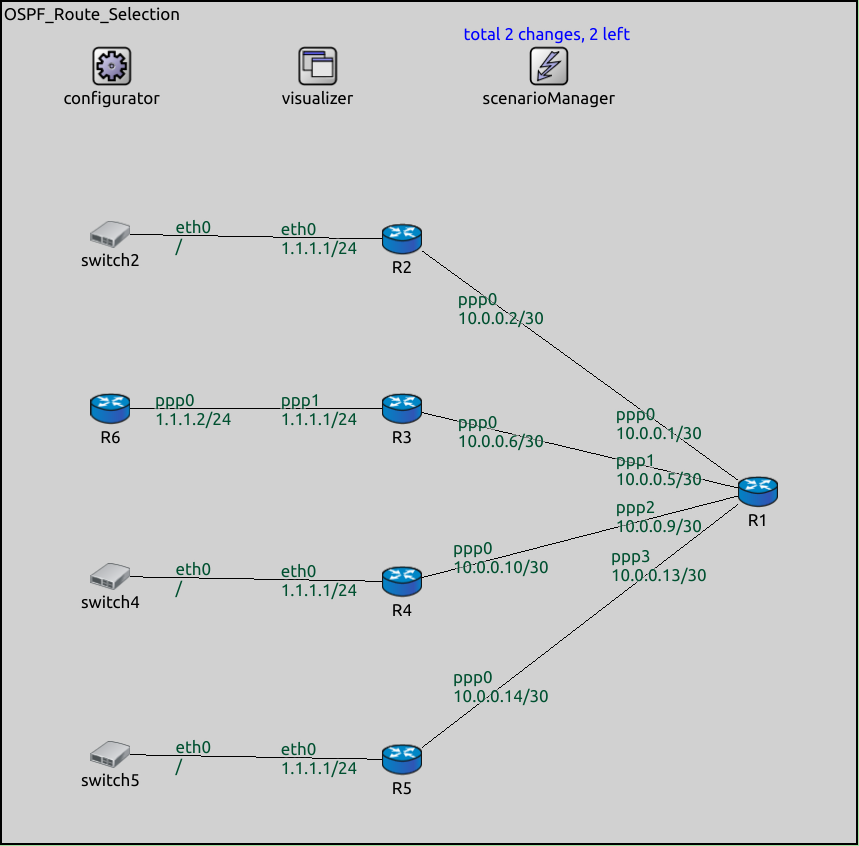 OSPF_Route_Selection
total 2 changes, 2 left
configurator
visualizer
scenarioManager
eth0
/
eth0
1.1.1.1/24
switch2
R2
ppp0
10.0.0.2/30
ppp0
1.1.1.2/24
ppp1
1.1.1.1/24
R6
R3
ppp0
10.0.0.6/30
ppp0
10.0.0.1/30
ppp1
10.0.0.5/30
ppp2
10.0.0.9/30
R1
ppp3
10.0.0.13/30
ppp0
10.0.0.10/30
eth0
/
eth0
1.1.1.1/24
switch4
R4
ppp0
10.0.0.14/30
eth0
/
eth0
1.1.1.1/24
switch5
R5